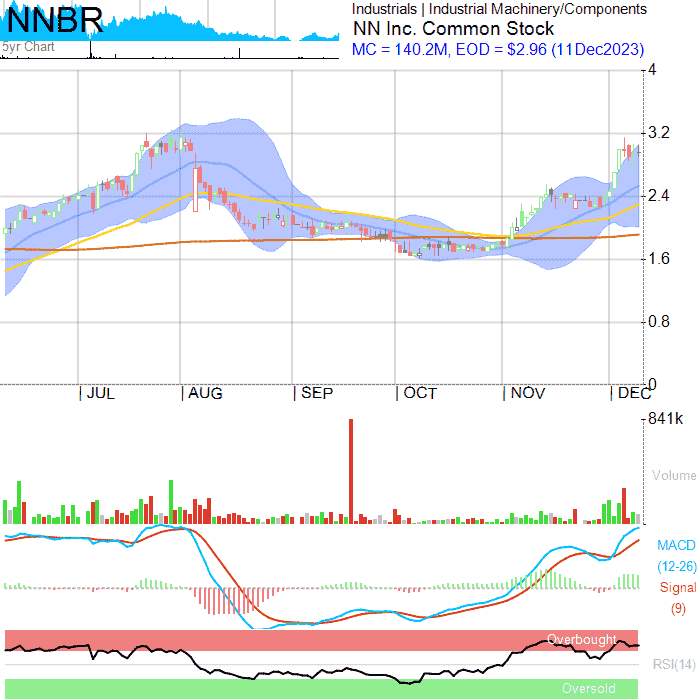 NNBR
5yr Chart
Industrials | Industrial Machinery/Components
NN Inc. Common Stock
MC = 140.2M, EOD = $2.96 (11Dec2023)
4
3.2
2.4
1.6
0.8
0
JUL
AUG
SEP
OCT
NOV
DEC
841k
Volume
MACD
(12-26)
Signal
(9)
Overbought
RSI(14)
Oversold